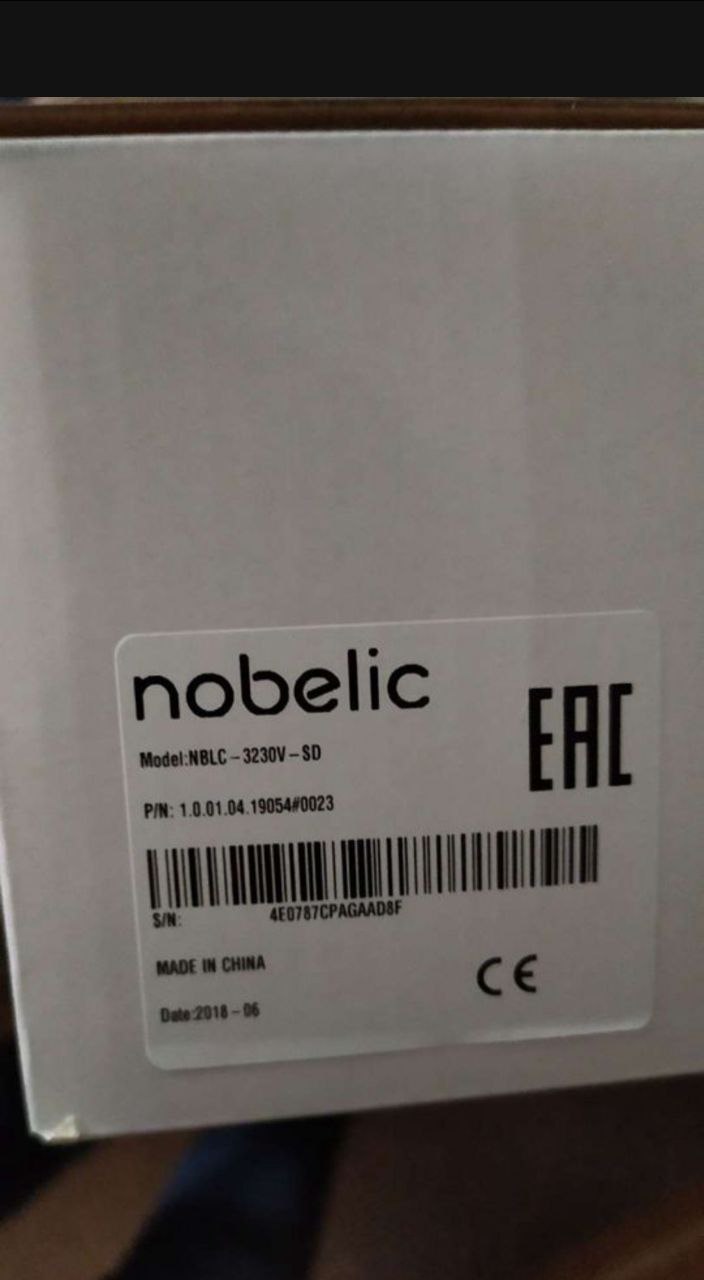 nobelic
EAC
Model:NBLC-3230V-SD
P/N: 1.0.01.04.19054#0023
S/N: 4E0787CPAGAAD8F
MADE IN CHINA
CE
Date:2018-06